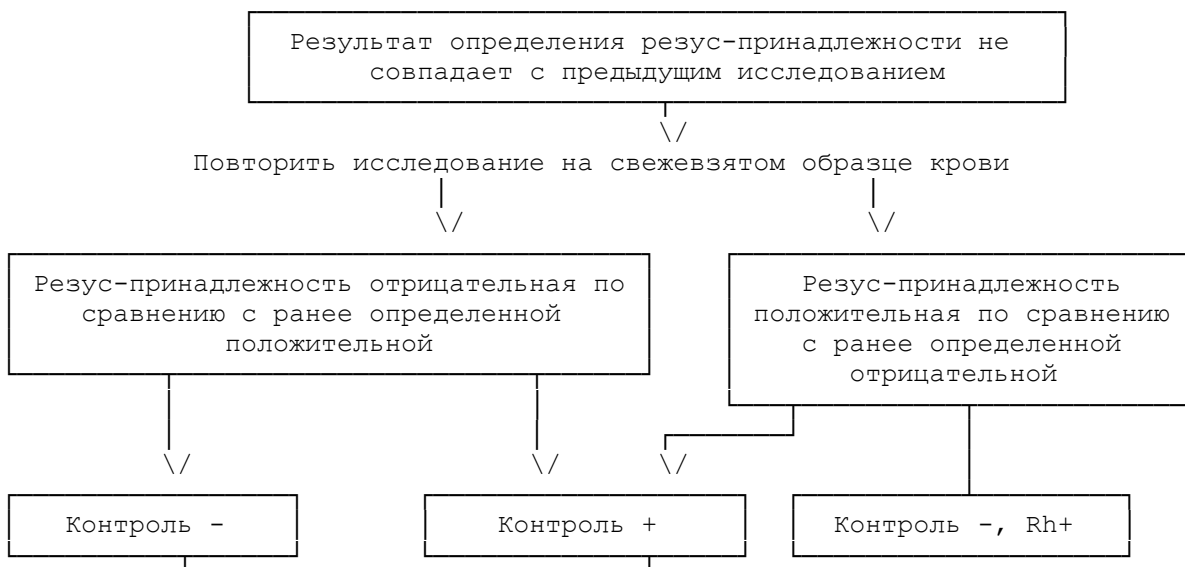 Результат определения резус-принадлежности не
совпадает с предыдущим исследованием
\/
Повторить исследование на свежевзятом образце крови
\/ \/
Резус-принадлежность отрицательная по
сравнению с ранее определенной
положительной
Резус-принадлежность
положительная по сравнению
с ранее определенной
отрицательной
\/ \/ \/
Контроль -
Контроль +
Контроль -, Rh+